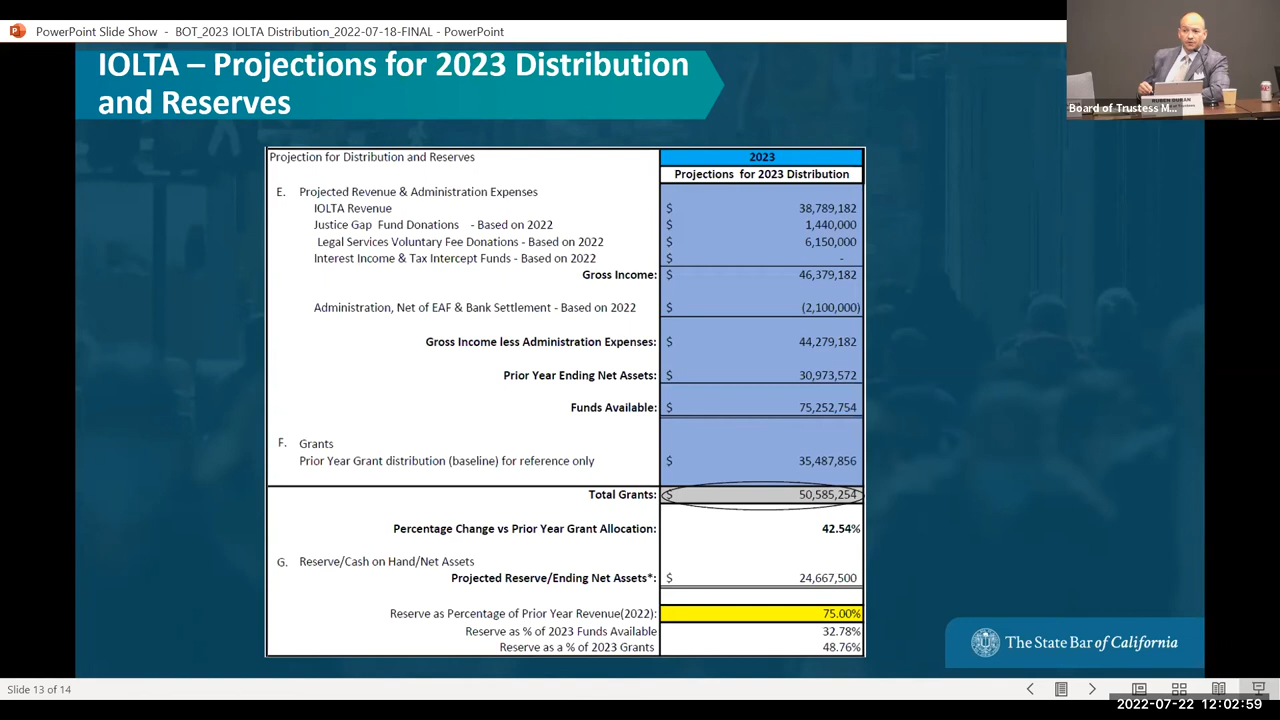 PowerPoint Slide Show - BOT_2023 IOLTA Distribution_2022-07-18-FINAL - PowerPoint
IOLTA – Projections for 2023 Distribution
and Reserves
Board of Trustess M...
Projection for Distribution and Reserves 2023
Projections for 2023 Distribution
E. Projected Revenue & Administration Expenses
IOLTA Revenue $ 38,789,182
Justice Gap Fund Donations - Based on 2022 $ 1,440,000
Legal Services Voluntary Fee Donations - Based on 2022 $ 6,150,000
Interest Income & Tax Intercept Funds - Based on 2022 $ -
Gross Income: $ 46,379,182
Administration, Net of EAF & Bank Settlement - Based on 2022 $ (2,100,000)
Gross Income less Administration Expenses: $ 44,279,182
Prior Year Ending Net Assets: $ 30,973,572
Funds Available: $ 75,252,754
F. Grants
Prior Year Grant distribution (baseline) for reference only $ 35,487,856
Total Grants: $ 50,585,254
Percentage Change vs Prior Year Grant Allocation: 42.54%
G. Reserve/Cash on Hand/Net Assets
Projected Reserve/Ending Net Assets*: $ 24,667,500
Reserve as Percentage of Prior Year Revenue(2022): 75.00%
Reserve as % of 2023 Funds Available 32.78%
Reserve as a % of 2023 Grants 48.76%
The State Bar of California
Slide 13 of 14
2022-07-22 12:02:59